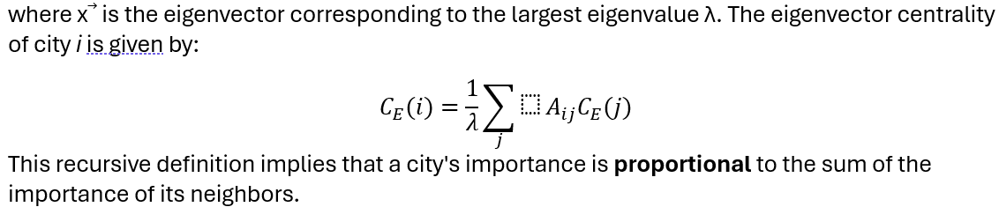 where x⃗ is the eigenvector corresponding to the largest eigenvalue λ. The eigenvector centrality
of city i is given by:
C_E(i) = \frac{1}{λ} \sum_{j} ⬚ A_{ij} C_E(j)
This recursive definition implies that a city's importance is proportional to the sum of the
importance of its neighbors.